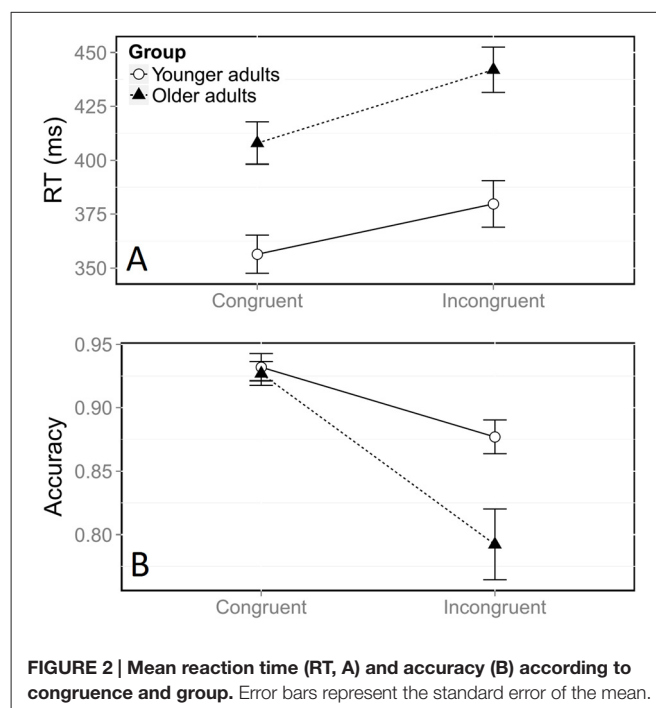 Group
Younger adults
Older adults
RT (ms)
450
425
400
375
350
A
Congruent Incongruent
Accuracy
0.95
0.90
0.85
0.80
B
Congruent Incongruent
FIGURE 2 | Mean reaction time (RT, A) and accuracy (B) according to
congruence and group. Error bars represent the standard error of the mean.